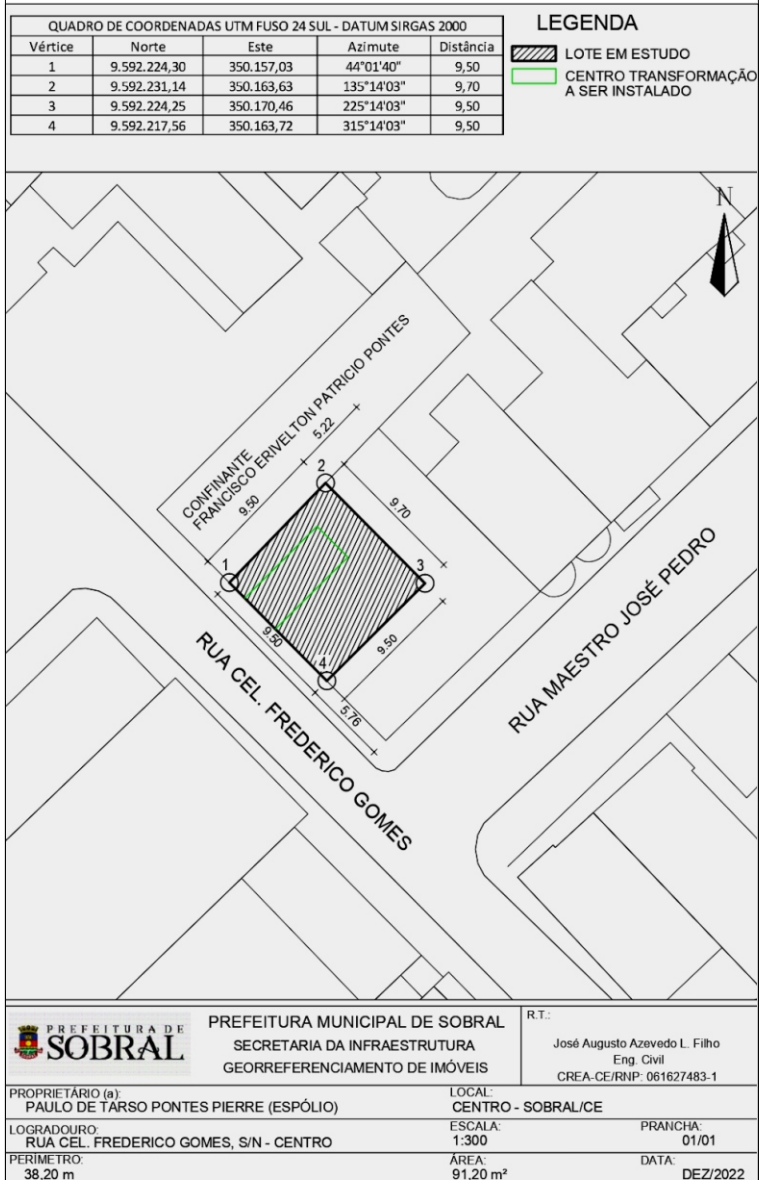 QUADRO DE COORDENADAS UTM FUSO 24 SUL - DATUM SIRGAS 2000
Vértice Norte Este Azimute Distância
1 9.592.224,30 350.157,03 44°01'40" 9,50
2 9.592.231,14 350.163,63 135°14'03" 9,70
3 9.592.224,25 350.170,46 225°14'03" 9,50
4 9.592.217,56 350.163,72 315°14'03" 9,50
LEGENDA
LOTE EM ESTUDO
CENTRO TRANSFORMAÇÃO
A SER INSTALADO
N
CONFINANTE
FRANCISCO ERIVELTON PATRICIO PONTES
5.22
9.50
2
9.70
1
3
9.50
9.50
4
5.76
RUA CEL. FREDERICO GOMES
RUA MAESTRO JOSÉ PEDRO
PREFEITURA DE
SOBRAL
PREFEITURA MUNICIPAL DE SOBRAL
SECRETARIA DA INFRAESTRUTURA
GEORREFERENCIAMENTO DE IMÓVEIS
R.T.:
José Augusto Azevedo L. Filho
Eng. Civil
CREA-CE/RNP: 061627483-1
PROPRIETÁRIO (a):
PAULO DE TARSO PONTES PIERRE (ESPÓLIO)
LOCAL:
CENTRO - SOBRAL/CE
LOGRADOURO:
RUA CEL. FREDERICO GOMES, S/N - CENTRO
ESCALA:
1:300
PRANCHA:
01/01
PERÍMETRO:
38,20 m
ÁREA:
91,20 m²
DATA:
DEZ/2022